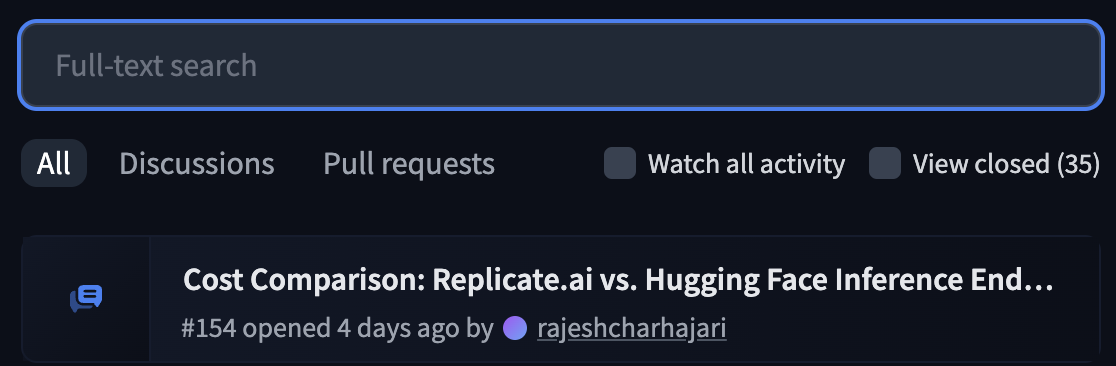 Full-text search
All Discussions Pull requests Watch all activity View closed (35)
Cost Comparison: Replicate.ai vs. Hugging Face Inference End...
#154 opened 4 days ago by rajeshcharhajari